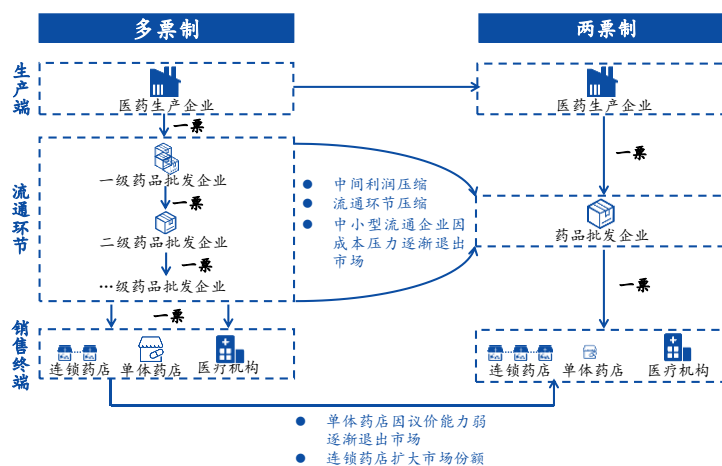 多票制
两票制
生产端
医药生产企业
医药生产企业
一票
流通环节
一级药品批发企业
一票
二级药品批发企业
一票
…级药品批发企业
● 中间利润压缩
● 流通环节压缩
● 中小型流通企业因
成本压力逐渐退出
市场
一票
药品批发企业
一票
一票
销售终端
连锁药店
单体药店
医疗机构
连锁药店
单体药店
医疗机构
● 单体药店因议价能力弱
逐渐退出市场
● 连锁药店扩大市场份额